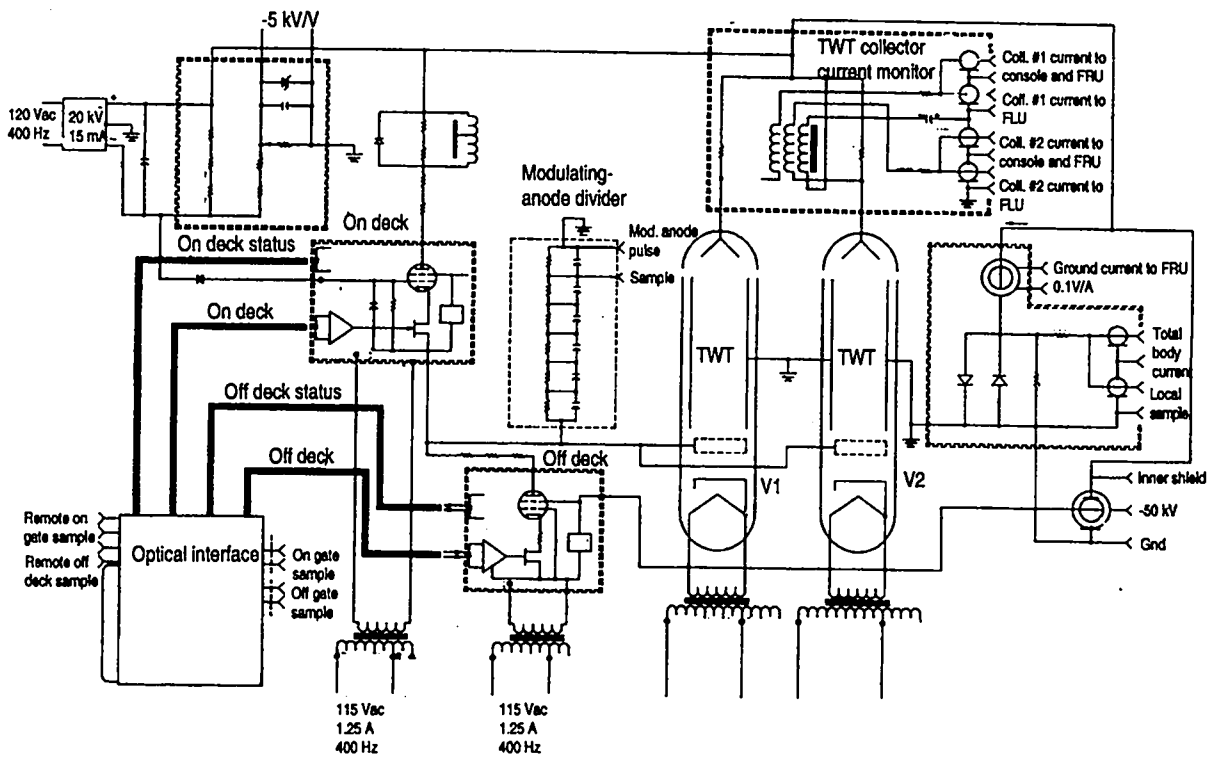 -5 kV/V
120 Vac
400 Hz
20 kV
15 mA
+
−
On deck
On deck status
On deck
Off deck status
Off deck
Off deck
Modulating-
anode divider
Mod. anode
pulse
Sample
TWT collector
current monitor
Coll. #1 current to
console and FRU
Coll. #1 current to
FLU
Coll. #2 current to
console and FRU
Coll. #2 current to
FLU
Ground current to FRU
0.1V/A
Total
body
current
Local
sample
TWT
TWT
V1
V2
Inner shield
-50 kV
Gnd
Remote on
gate sample
Remote off
deck sample
Optical interface
On gate
sample
Off gate
sample
115 Vac
1.25 A
400 Hz
115 Vac
1.25 A
400 Hz